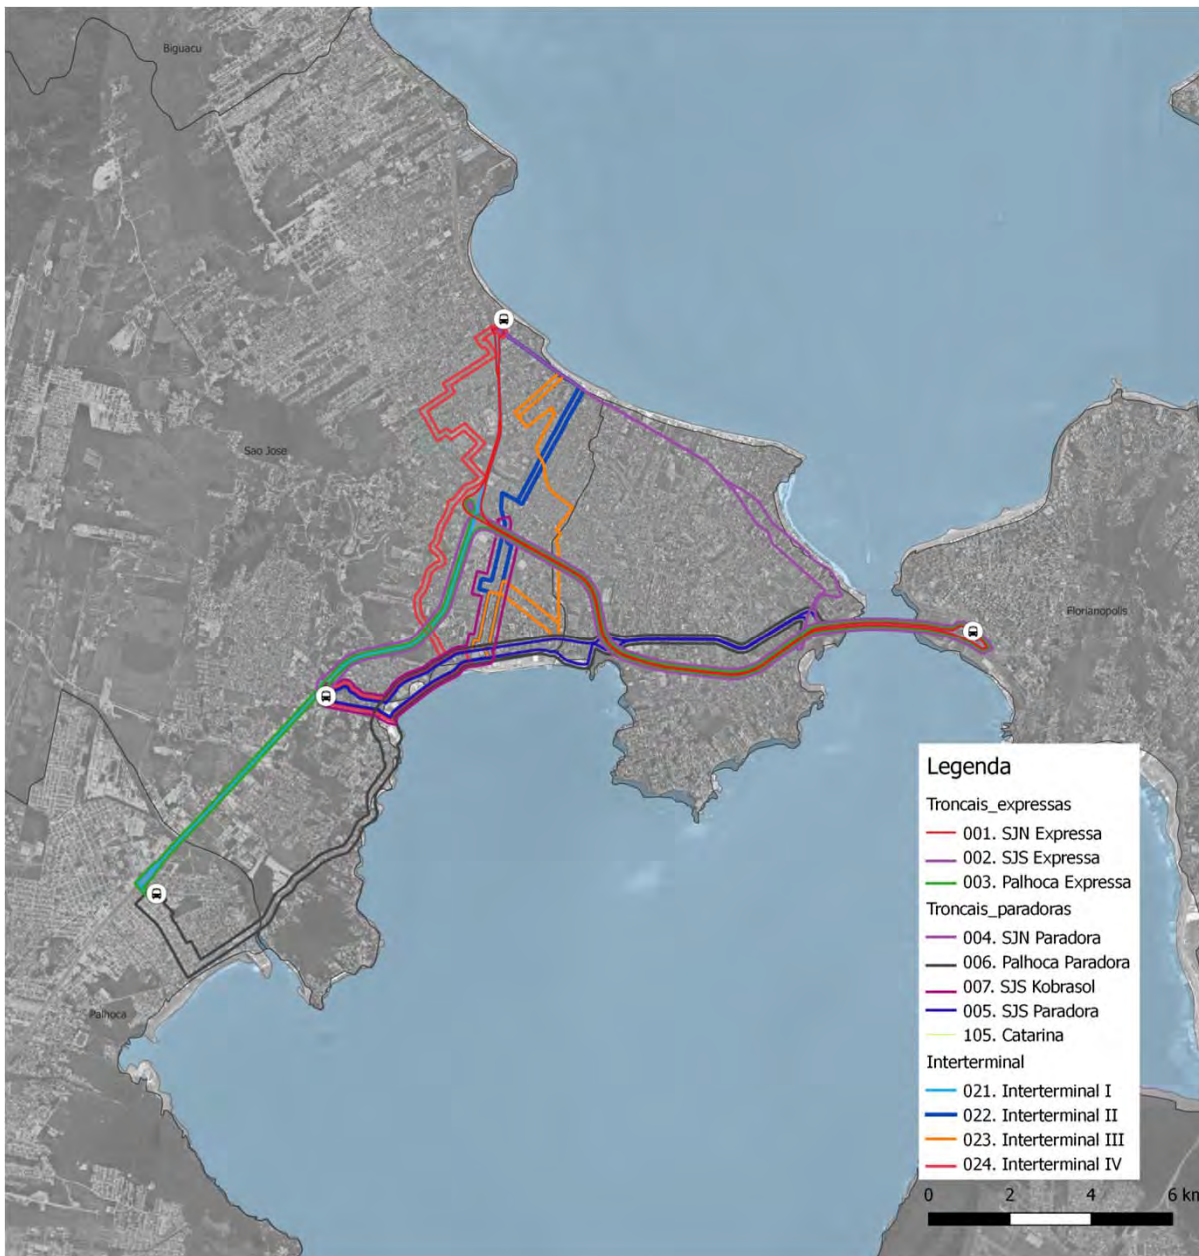 Biguacu
Sao Jose
Florianopolis
Palhoca
Legenda
Troncais_expressas
001. SJN Expressa
002. SJS Expressa
003. Palhoca Expressa
Troncais_paradoras
004. SJN Paradora
006. Palhoca Paradora
007. SJS Kobrasol
005. SJS Paradora
105. Catarina
Interterminal
021. Interterminal I
022. Interterminal II
023. Interterminal III
024. Interterminal IV
0 2 4 6 km